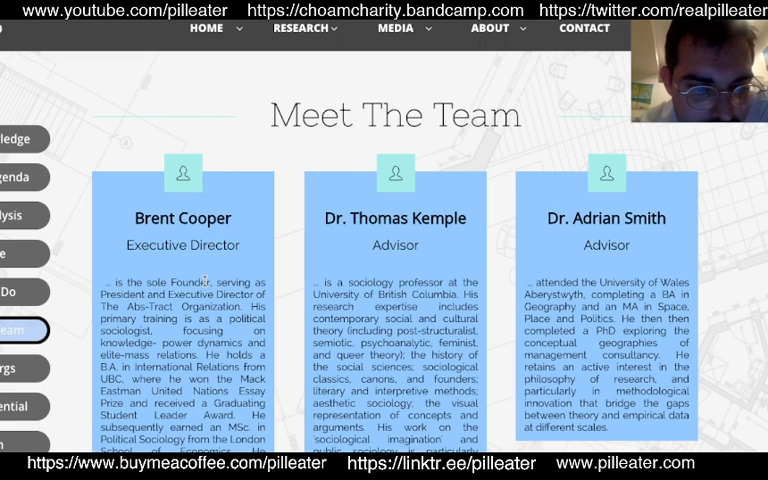 www.youtube.com/pilleater https://choamcharity.bandcamp.com https://twitter.com/realpilleater
HOME RESEARCH MEDIA ABOUT CONTACT
Meet The Team
ledge
genda
lysis
e
Do
Team
rgs
ential
Brent Cooper
Executive Director
... is the sole Founder, serving as
President and Executive Director of
The Abs-Tract Organization. His
primary training is as a political
sociologist, focusing on
knowledge- power dynamics and
elite-mass relations. He holds a
B.A. in International Relations from
UBC, where he won the Mack
Eastman United Nations Essay
Prize and received a Graduating
Student Leader Award. He
subsequently earned an MSc. in
Political Sociology from the London
School of Economics. He
Dr. Thomas Kemple
Advisor
... is a sociology professor at the
University of British Columbia. His
research expertise includes
contemporary social and cultural
theory (including post-structuralist,
semiotic, psychoanalytic, feminist,
and queer theory); the history of
the social sciences; sociological
classics, canons, and founders;
literary and interpretive methods;
aesthetic sociology; the visual
representation of concepts and
arguments. His work on the
'sociological imagination' and
public sociology is particularly
Dr. Adrian Smith
Advisor
... attended the University of Wales
Aberystwyth, completing a BA in
Geography and an MA in Space,
Place and Politics. He then then
completed a PhD exploring the
conceptual geographies of
management consultancy. He
retains an active interest in the
philosophy of research, and
particularly in methodological
innovation that bridge the gaps
between theory and empirical data
at different scales.
https://www.buymeacoffee.com/pilleater https://linktr.ee/pilleater www.pilleater.com